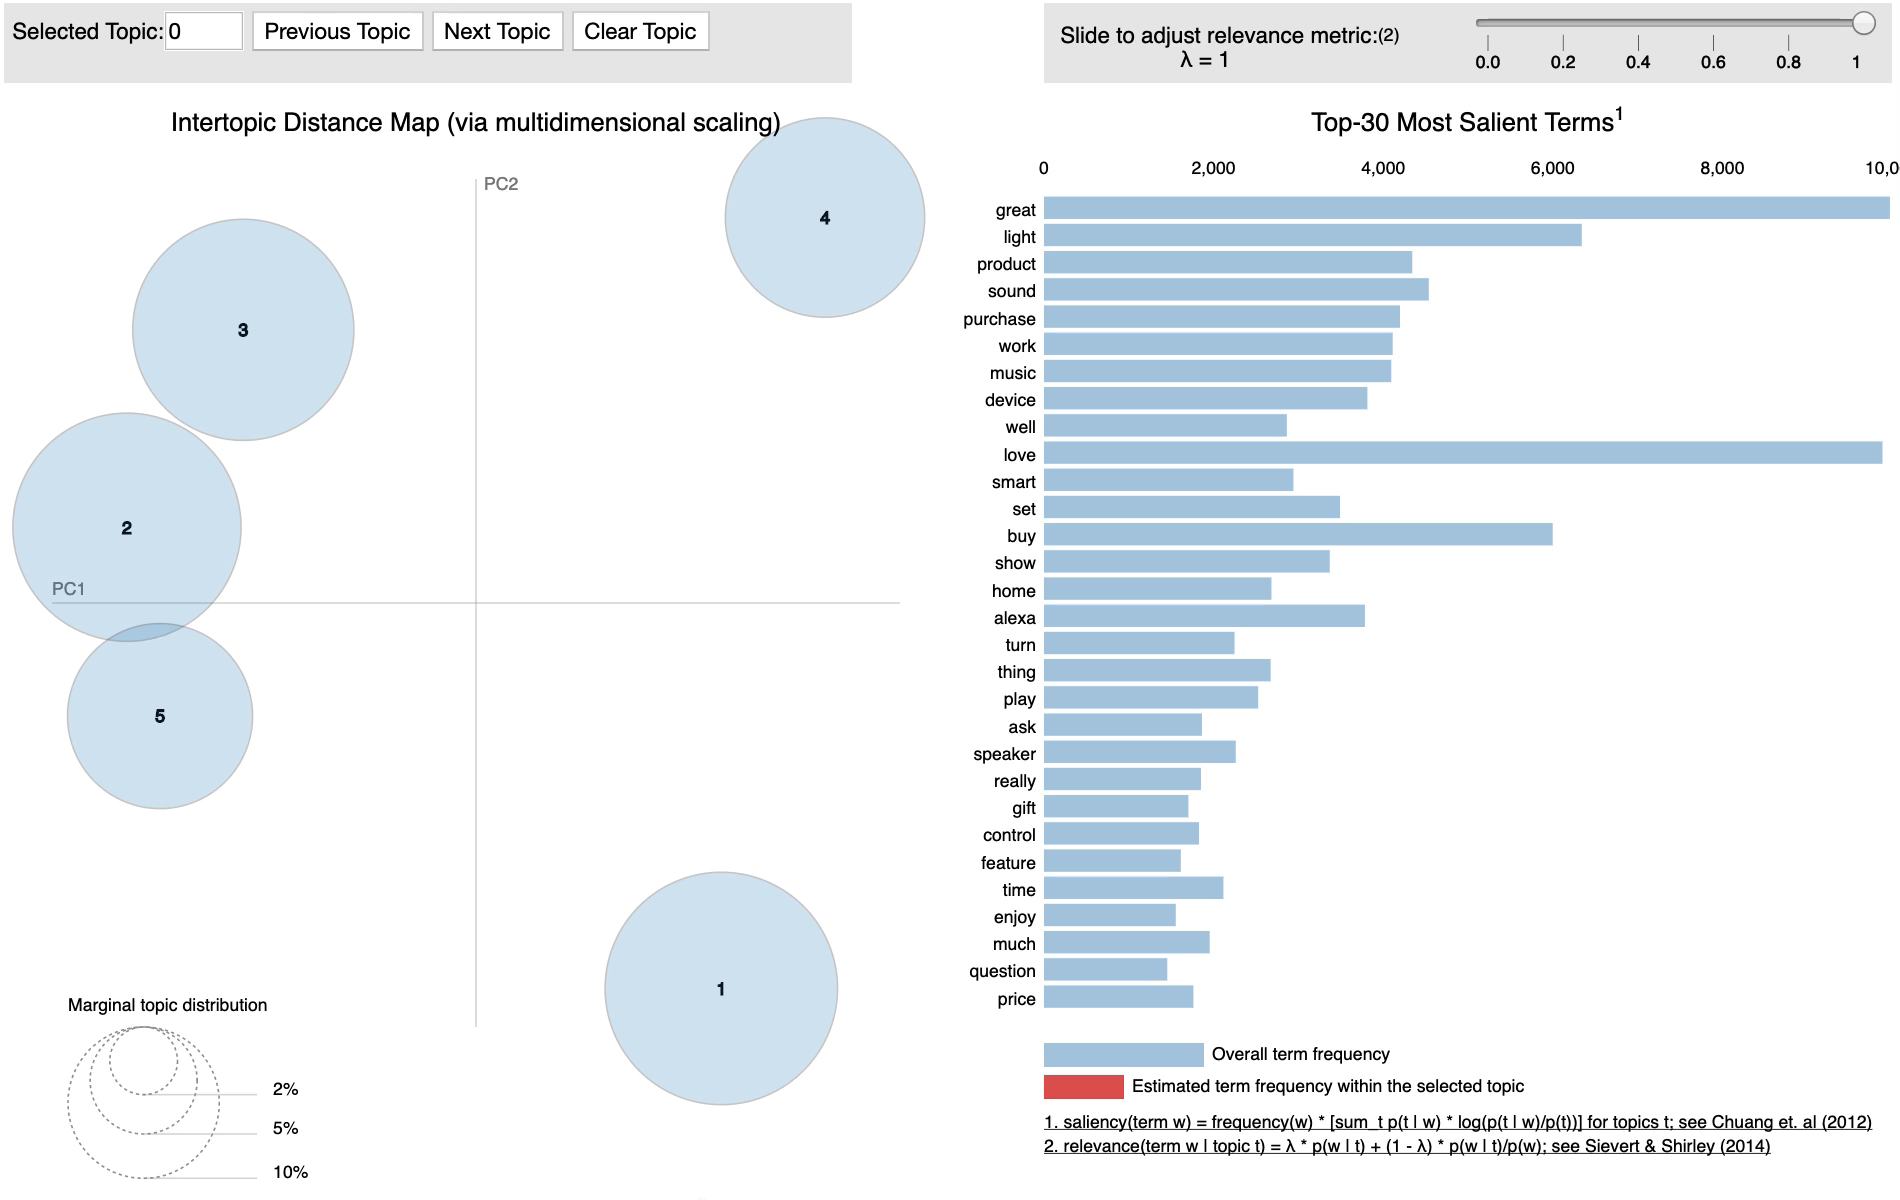 Selected Topic: 0 Previous Topic Next Topic Clear Topic
Slide to adjust relevance metric:(2)
λ = 1
0.0 0.2 0.4 0.6 0.8 1
Intertopic Distance Map (via multidimensional scaling)
PC2
4
3
2
PC1
5
1
Marginal topic distribution
2%
5%
10%
Top-30 Most Salient Terms1
0 2,000 4,000 6,000 8,000 10,0
great
light
product
sound
purchase
work
music
device
well
love
smart
set
buy
show
home
alexa
turn
thing
play
ask
speaker
really
gift
control
feature
time
enjoy
much
question
price
Overall term frequency
Estimated term frequency within the selected topic
1. saliency(term w) = frequency(w) * [sum_t p(t | w) * log(p(t | w)/p(t))] for topics t; see Chuang et. al (2012)
2. relevance(term w | topic t) = λ * p(w | t) + (1 - λ) * p(w | t)/p(w); see Sievert & Shirley (2014)